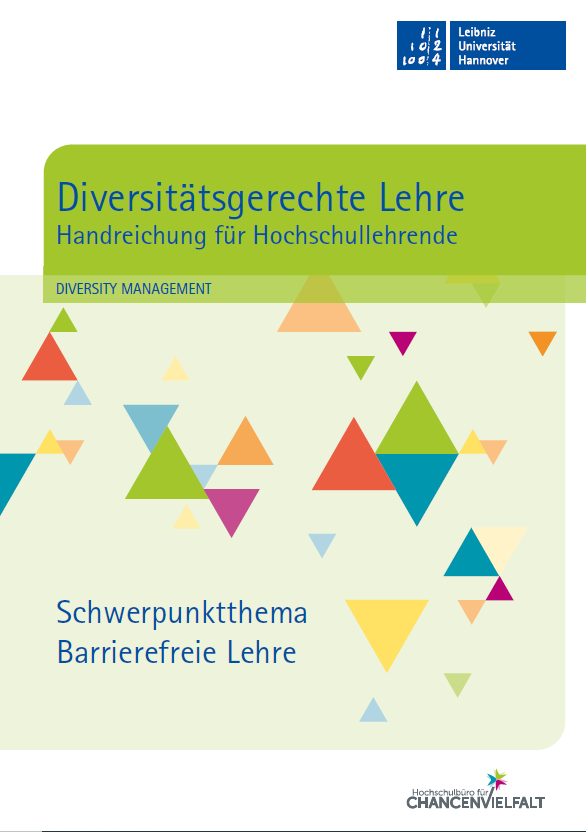 Leibniz
Universität
Hannover
Diversitätsgerechte Lehre
Handreichung für Hochschullehrende
DIVERSITY MANAGEMENT
Schwerpunktthema
Barrierefreie Lehre
Hochschulbüro für
CHANCENVIELFALT